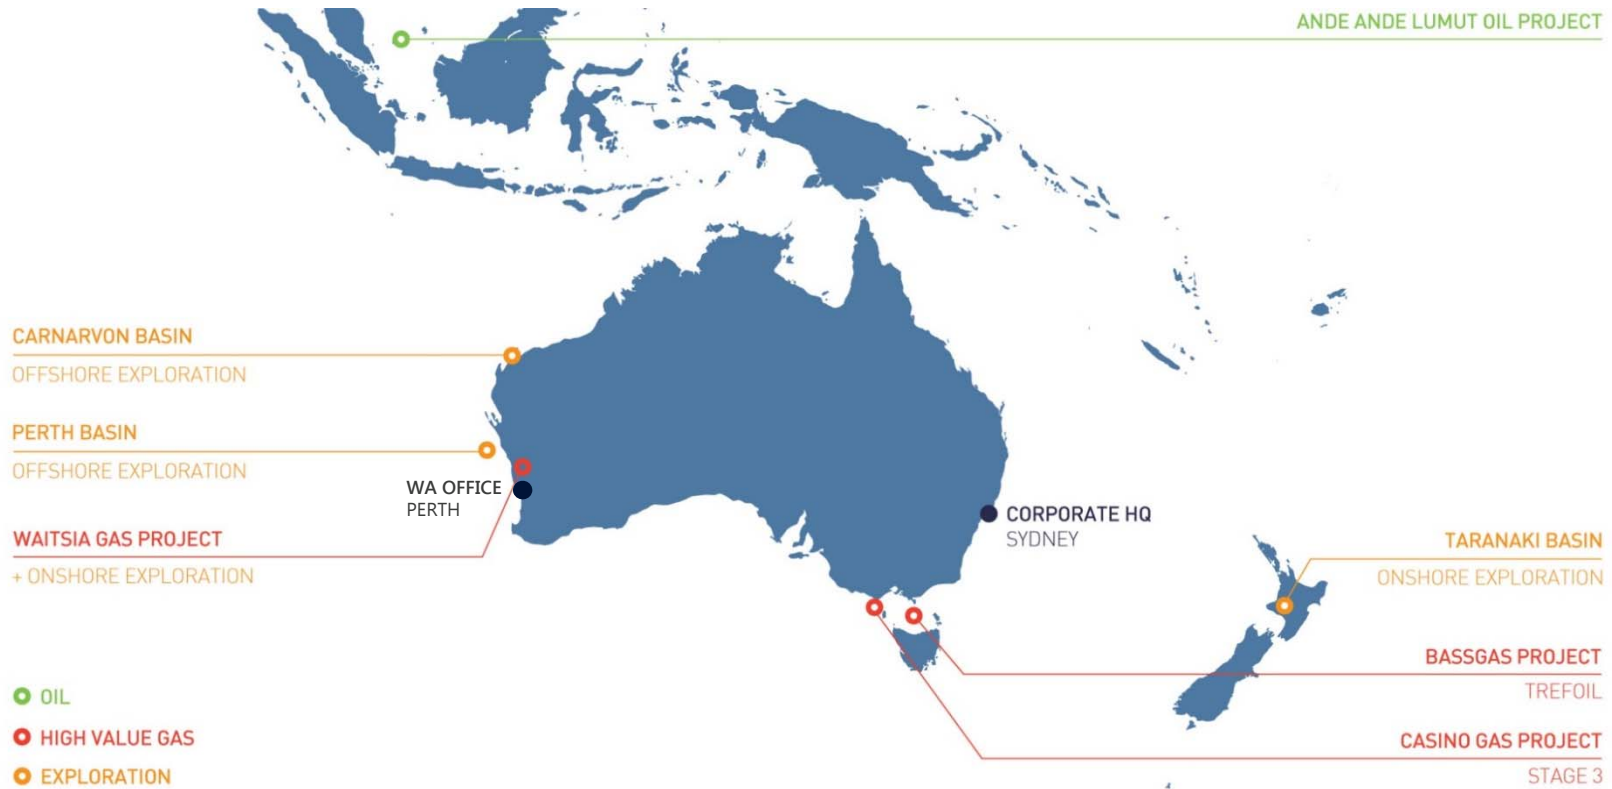 ANDE ANDE LUMUT OIL PROJECT
CARNARVON BASIN
OFFSHORE EXPLORATION
PERTH BASIN
OFFSHORE EXPLORATION
WA OFFICE
PERTH
WAITSIA GAS PROJECT
+ ONSHORE EXPLORATION
CORPORATE HQ
SYDNEY
TARANAKI BASIN
ONSHORE EXPLORATION
BASSGAS PROJECT
TREFOIL
CASINO GAS PROJECT
STAGE 3
OIL
HIGH VALUE GAS
EXPLORATION